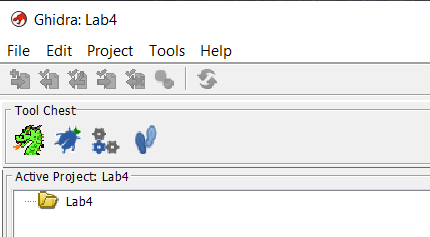 Ghidra: Lab4
File Edit Project Tools Help
Tool Chest
Active Project: Lab4
Lab4